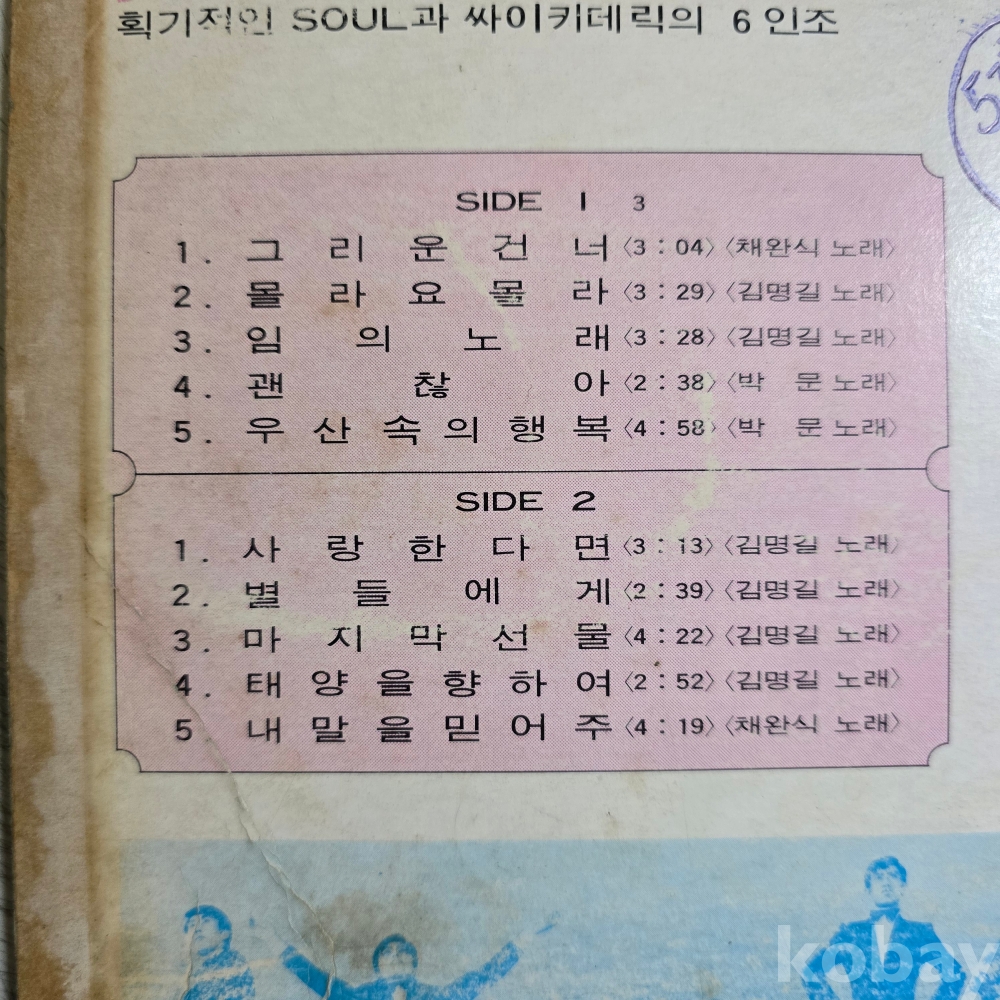 획기적인 SOUL과 싸이키데릭의 6인조
SIDE 1 3
1. 그리운건너 〈3 : 04〉 〈채완식 노래〉
2. 몰라요몰라 〈3 : 29〉 〈김명길 노래〉
3. 임의노래 〈3 : 28〉 〈김명길 노래〉
4. 괜찮아 〈2 : 38〉 〈박 문 노래〉
5. 우산속의행복 〈4 : 58〉 〈박 문 노래〉
SIDE 2
1. 사랑한다면 〈3 : 13〉 〈김명길 노래〉
2. 별들에게 〈2 : 39〉 〈김명길 노래〉
3. 마지막선물 〈4 : 22〉 〈김명길 노래〉
4. 태양을향하여 〈2 : 52〉 〈김명길 노래〉
5 내말을믿어주 〈4 : 19〉 〈채완식 노래〉
kobay